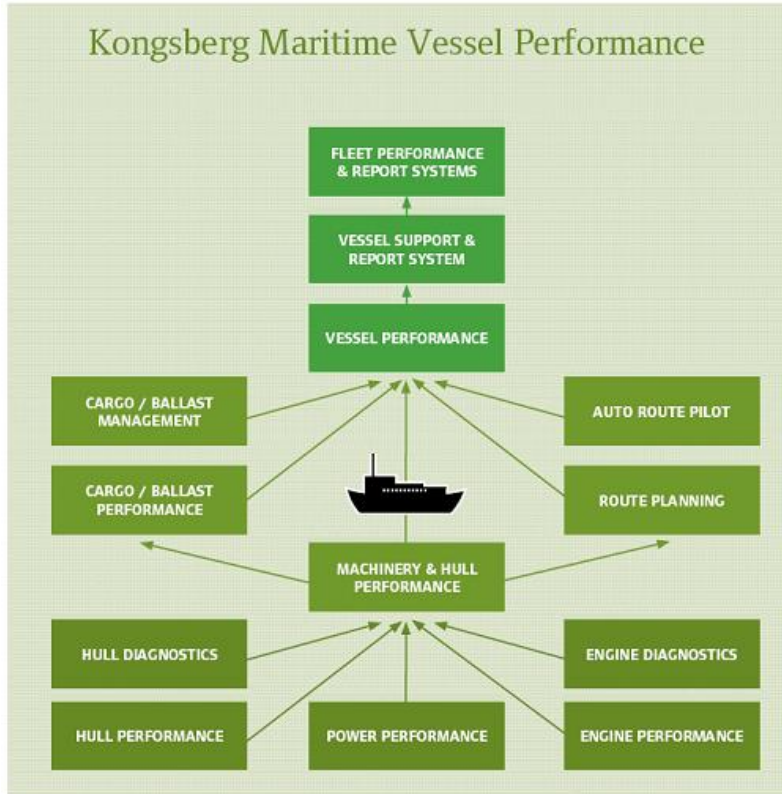 Kongsberg Maritime Vessel Performance
FLEET PERFORMANCE
& REPORT SYSTEMS
VESSEL SUPPORT &
REPORT SYSTEM
VESSEL PERFORMANCE
CARGO / BALLAST
MANAGEMENT
AUTO ROUTE PILOT
CARGO / BALLAST
PERFORMANCE
ROUTE PLANNING
MACHINERY & HULL
PERFORMANCE
HULL DIAGNOSTICS
ENGINE DIAGNOSTICS
HULL PERFORMANCE
POWER PERFORMANCE
ENGINE PERFORMANCE